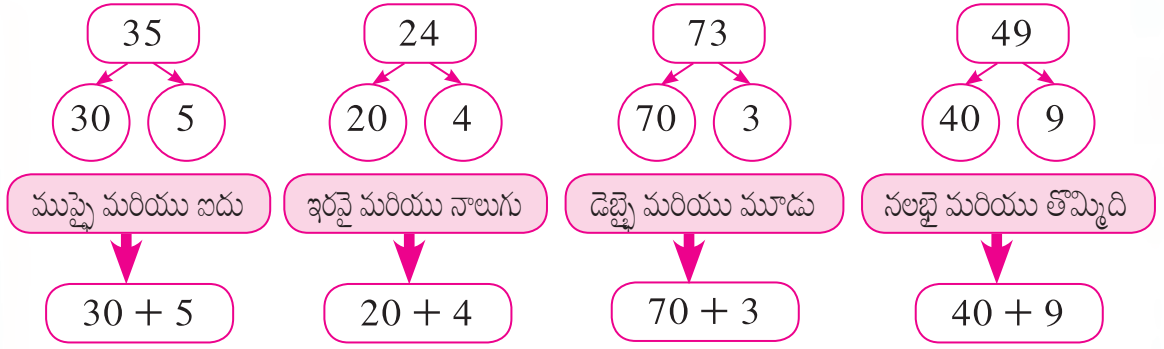 35 24 73 49
30 5 20 4 70 3 40 9
ముప్ఫై మరియు ఐదు ఇరవై మరియు నాలుగు డెబ్బై మరియు మూడు నలభై మరియు తొమ్మిది
30 + 5 20 + 4 70 + 3 40 + 9